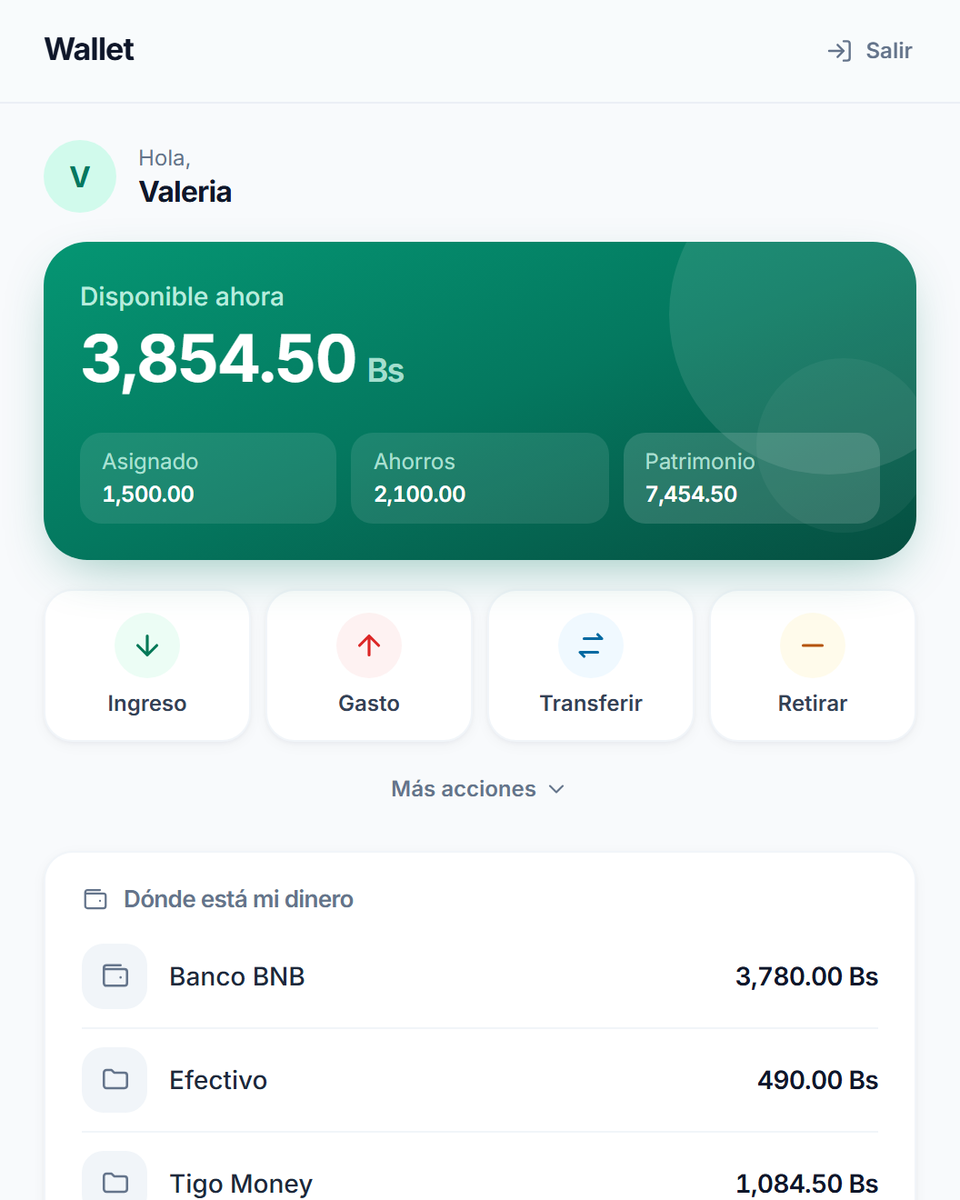 Wallet
Salir
V
Hola,
Valeria
Disponible ahora
3,854.50 Bs
Asignado
1,500.00
Ahorros
2,100.00
Patrimonio
7,454.50
Ingreso
Gasto
Transferir
Retirar
Más acciones
Dónde está mi dinero
Banco BNB
3,780.00 Bs
Efectivo
490.00 Bs
Tigo Money
1,084.50 Bs